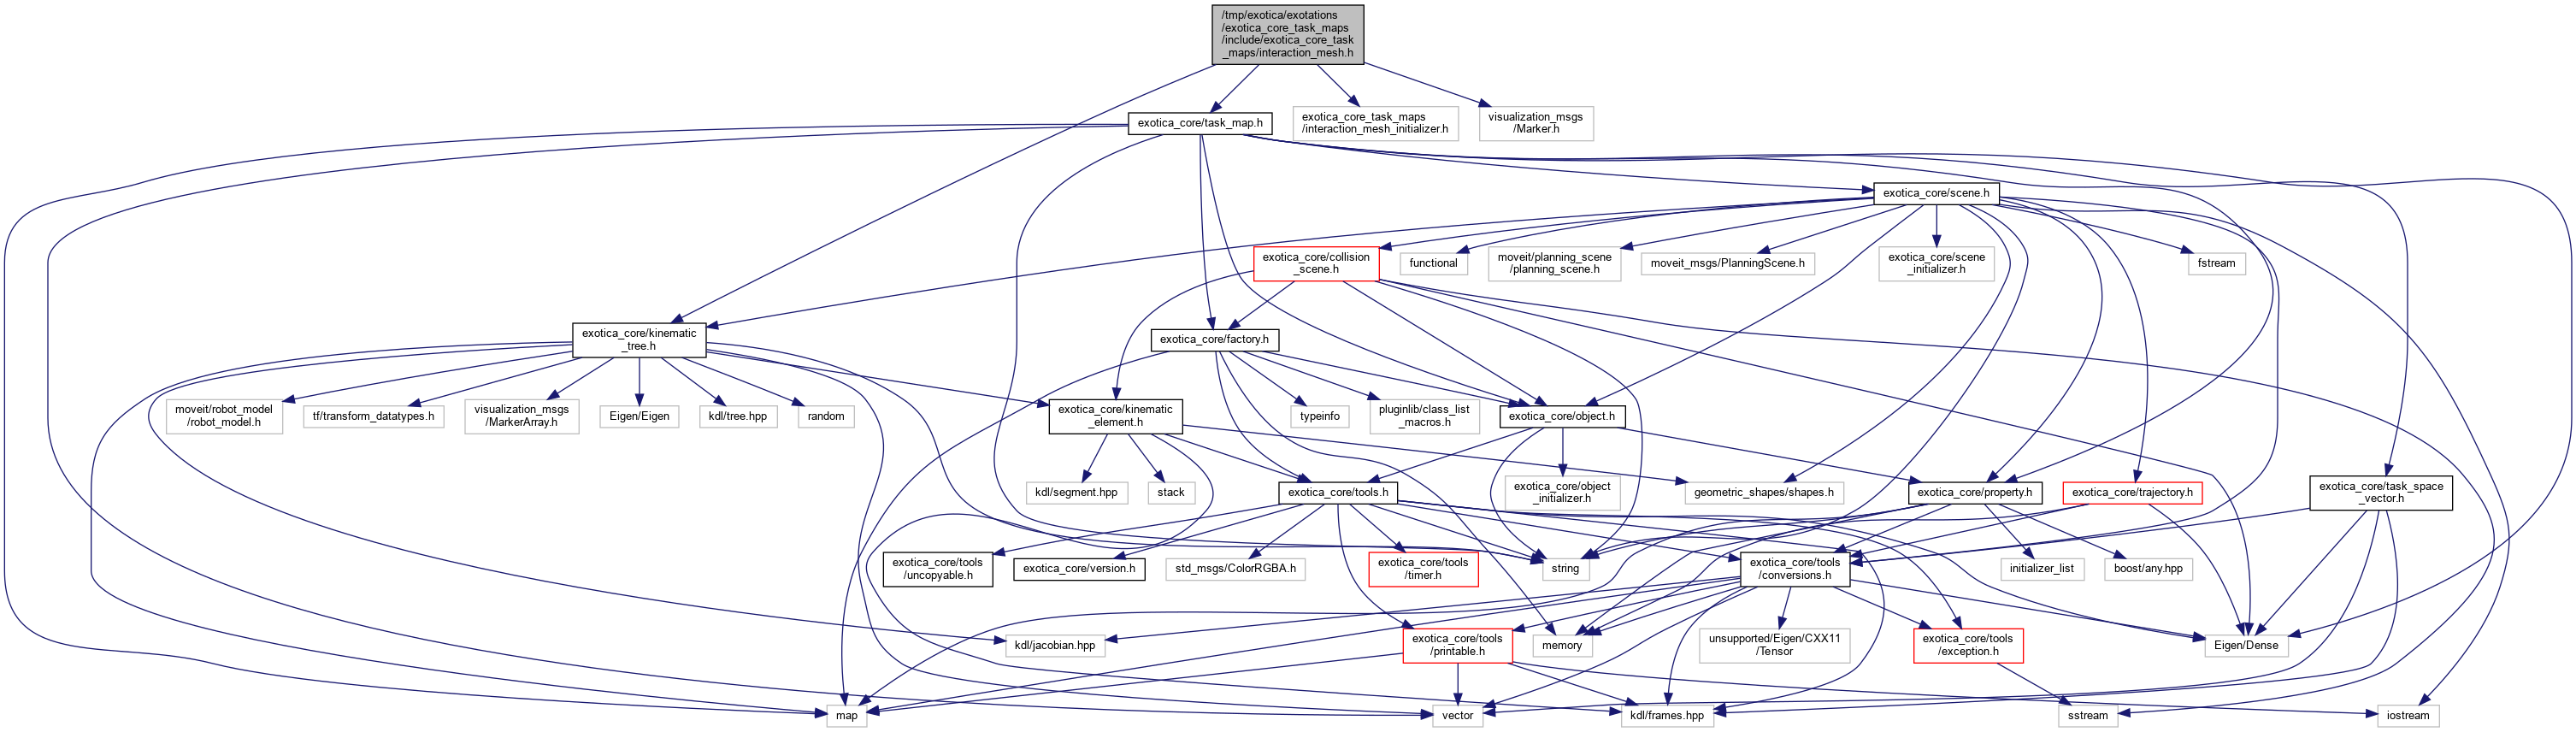 /tmp/exotica/exotations
/exotica_core_task_maps
/include/exotica_core_task
_maps/interaction_mesh.h
exotica_core/task_map.h
exotica_core_task_maps
/interaction_mesh_initializer.h
visualization_msgs
/Marker.h
exotica_core/scene.h
exotica_core/collision
_scene.h
functional
moveit/planning_scene
/planning_scene.h
moveit_msgs/PlanningScene.h
exotica_core/scene
_initializer.h
fstream
exotica_core/kinematic
_tree.h
exotica_core/factory.h
moveit/robot_model
/robot_model.h
tf/transform_datatypes.h
visualization_msgs
/MarkerArray.h
Eigen/Eigen
kdl/tree.hpp
random
exotica_core/kinematic
_element.h
typeinfo
pluginlib/class_list
_macros.h
exotica_core/object.h
kdl/segment.hpp
stack
exotica_core/tools.h
exotica_core/object
_initializer.h
geometric_shapes/shapes.h
exotica_core/property.h
exotica_core/trajectory.h
exotica_core/task_space
_vector.h
exotica_core/tools
/uncopyable.h
exotica_core/version.h
std_msgs/ColorRGBA.h
exotica_core/tools
/timer.h
string
exotica_core/tools
/conversions.h
initializer_list
boost/any.hpp
kdl/jacobian.hpp
exotica_core/tools
/printable.h
memory
unsupported/Eigen/CXX11
/Tensor
exotica_core/tools
/exception.h
Eigen/Dense
map
vector
kdl/frames.hpp
sstream
iostream